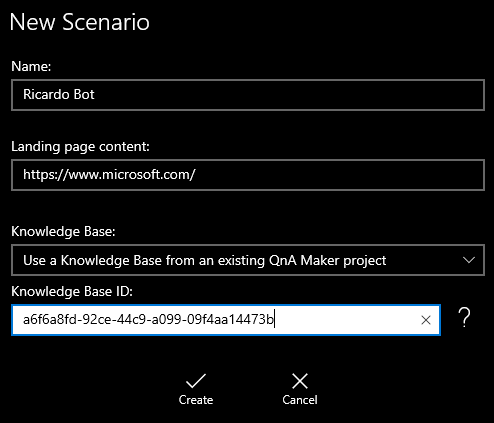 New Scenario
Name:
Ricardo Bot
Landing page content:
https://www.microsoft.com/
Knowledge Base:
Use a Knowledge Base from an existing QnA Maker project
Knowledge Base ID:
a6f6a8fd-92ce-44c9-a099-09f4aa14473b
?
Create Cancel